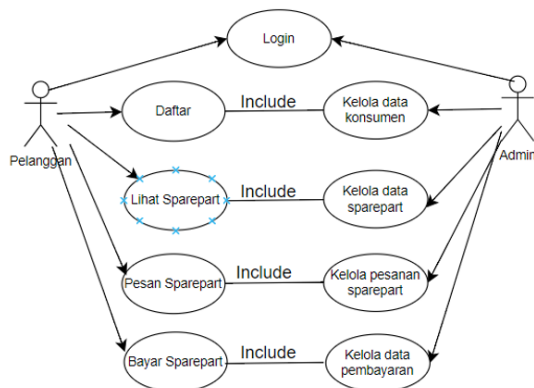 Login
Daftar
Include
Kelola data
konsumen
Pelanggan
Admin
Lihat Sparepart
Include
Kelola data
sparepart
Pesan Sparepart
Include
Kelola pesanan
sparepart
Bayar Sparepart
Include
Kelola data
pembayaran